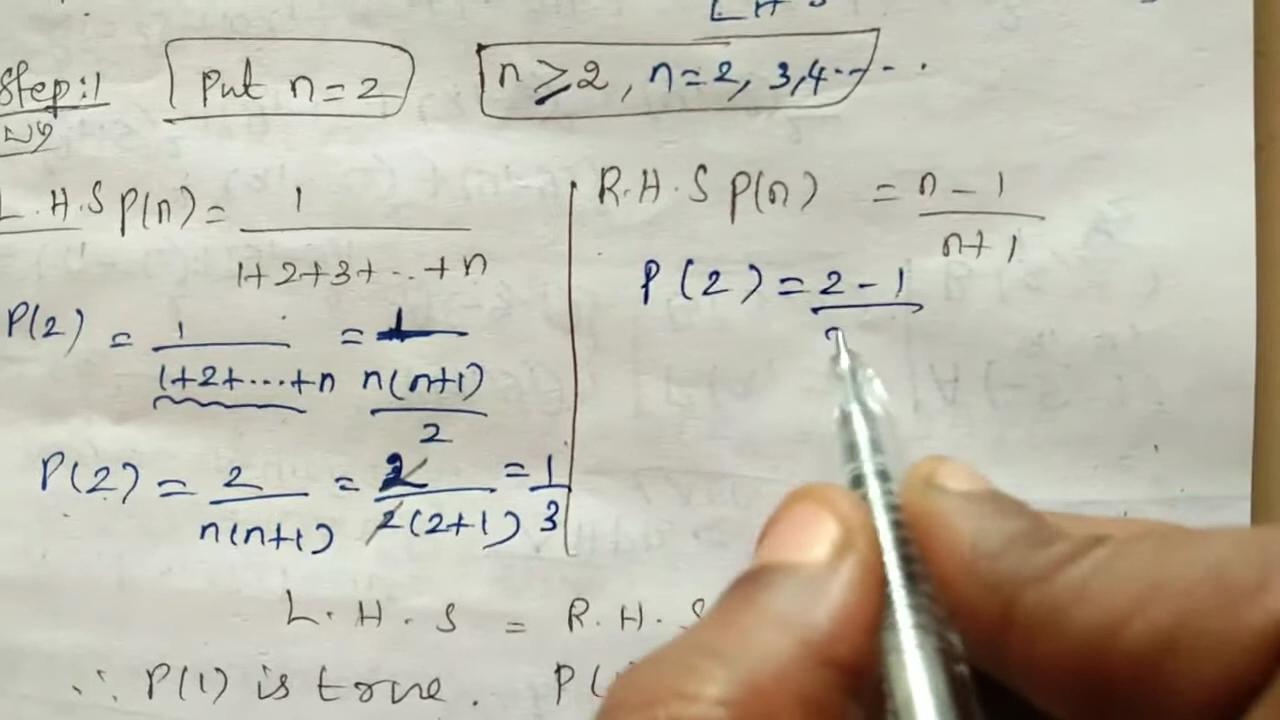 L H S
Step:1 Put n=2 n ≥ 2, n=2, 3,4-----
L.H.S P(n) = 1/(1+2+3+...+n)
R.H.S P(n) = (n-1)/(n+1)
P(2) = 1/(1+2+...+n) = 1/(n(n+1)/2)
P(2) = 2/(n(n+1)) = 2/(2(2+1)) = 1/3
P(2) = 2-1
L.H.S = R.H.S
∴ P(1) is true. P(